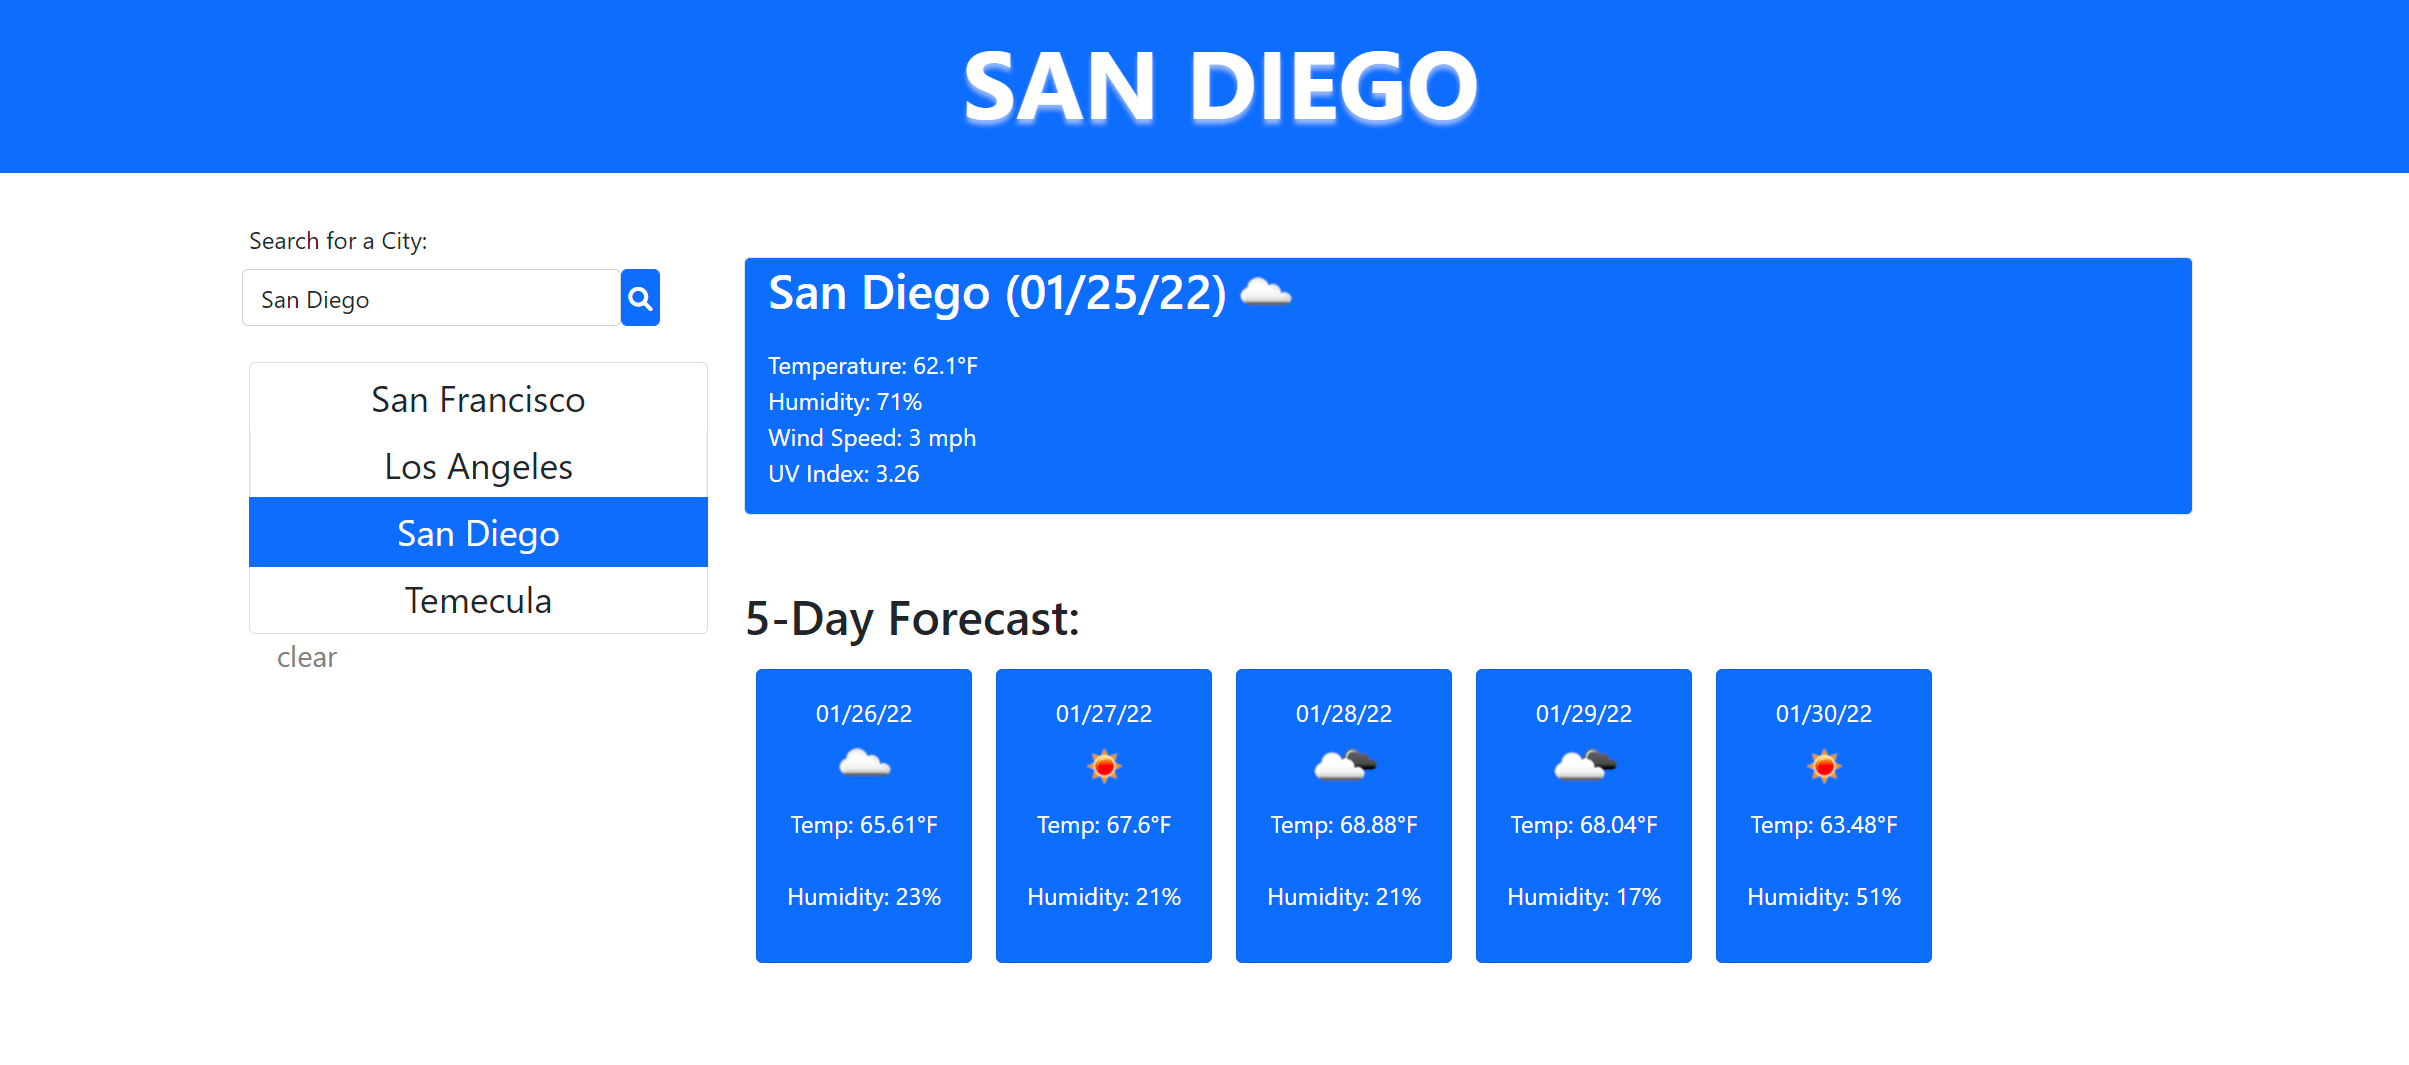 SAN DIEGO
Search for a City:
San Diego
San Francisco
Los Angeles
San Diego
Temecula
clear
San Diego (01/25/22)
Temperature: 62.1°F
Humidity: 71%
Wind Speed: 3 mph
UV Index: 3.26
5-Day Forecast:
01/26/22
Temp: 65.61°F
Humidity: 23%
01/27/22
Temp: 67.6°F
Humidity: 21%
01/28/22
Temp: 68.88°F
Humidity: 21%
01/29/22
Temp: 68.04°F
Humidity: 17%
01/30/22
Temp: 63.48°F
Humidity: 51%